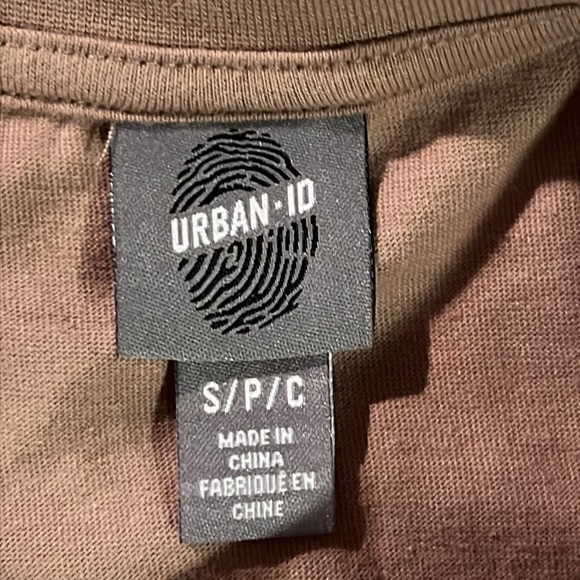 URBAN·ID
S/P/C
MADE IN
CHINA
FABRIQUÉ EN
CHINE